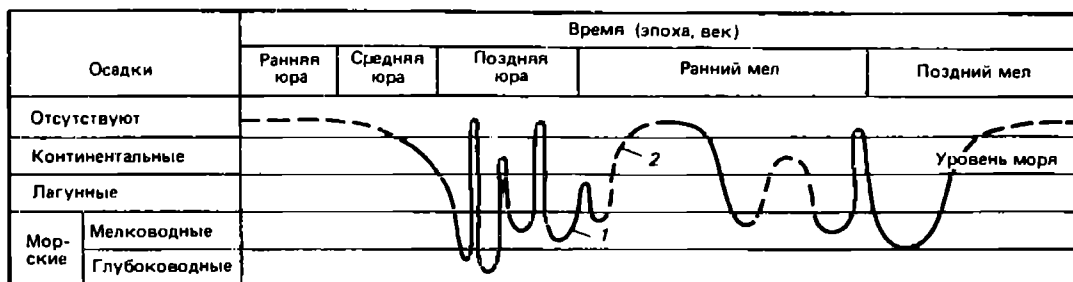 Время (эпоха, век)
Осадки
Ранняя
юра
Средняя
юра
Поздняя
юра
Ранний мел
Поздний мел
Отсутствуют
Континентальные
2
Уровень моря
Лагунные
Мор-
ские
Мелководные
1
Глубоководные